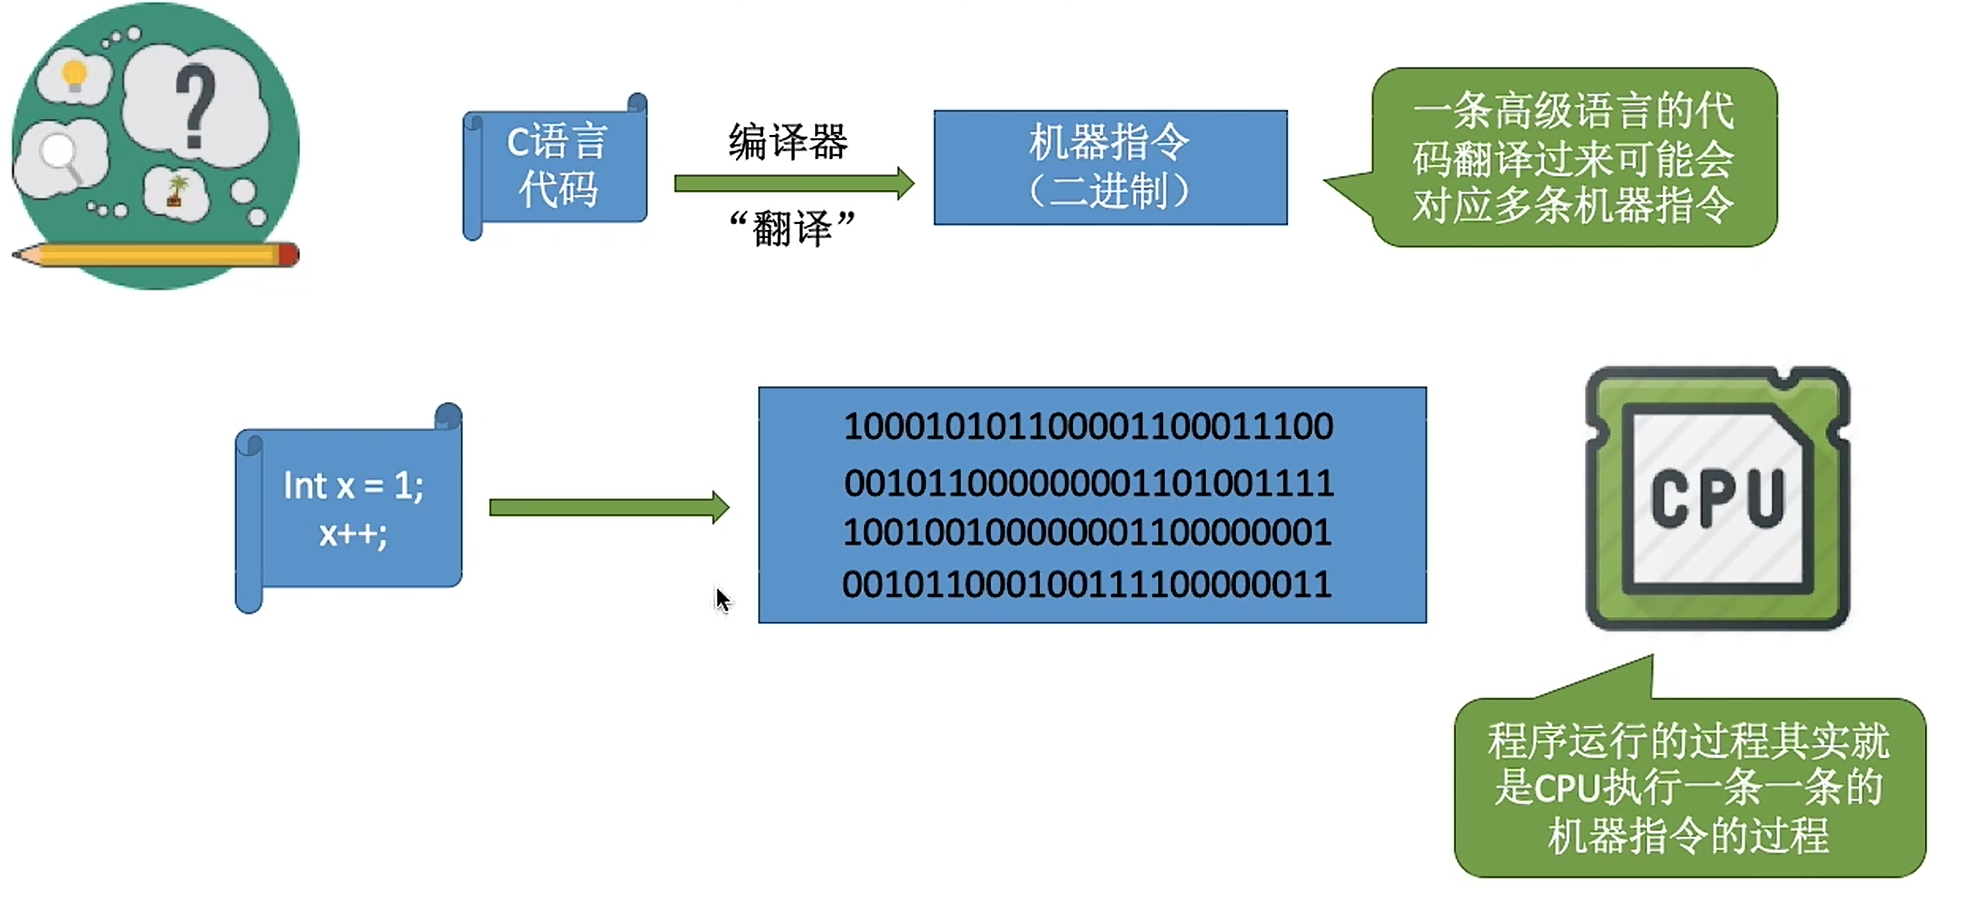 ?
C语言
代码
编译器
“翻译”
机器指令
（二进制）
一条高级语言的代
码翻译过来可能会
对应多条机器指令
Int x = 1;
x++;
100010101100001100011100
0010110000000001101001111
1001001000000001100000001
001011000100111100000011
CPU
程序运行的过程其实就
是CPU执行一条一条的
机器指令的过程